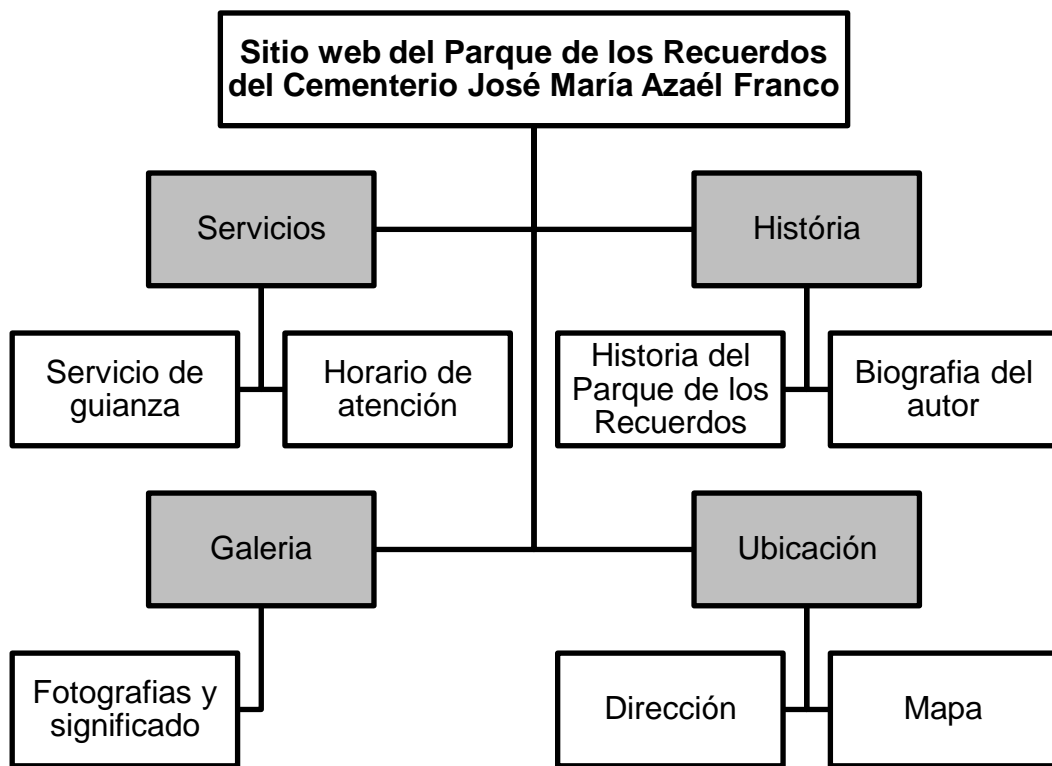 Sitio web del Parque de los Recuerdos
del Cementerio José María Azaél Franco
Servicios
História
Servicio de
guianza
Horario de
atención
Historia del
Parque de los
Recuerdos
Biografia del
autor
Galeria
Ubicación
Fotografias y
significado
Dirección
Mapa